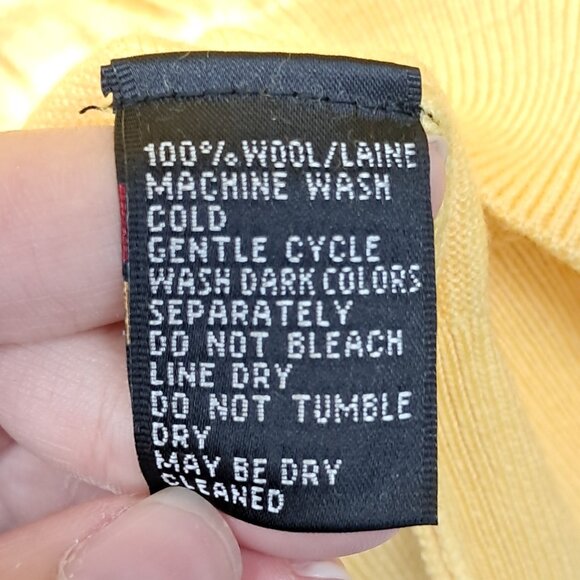 100% WOOL/LAINE
MACHINE WASH
COLD
GENTLE CYCLE
WASH DARK COLORS
SEPARATELY
DO NOT BLEACH
LINE DRY
DO NOT TUMBLE
DRY
MAY BE DRY
CLEANED